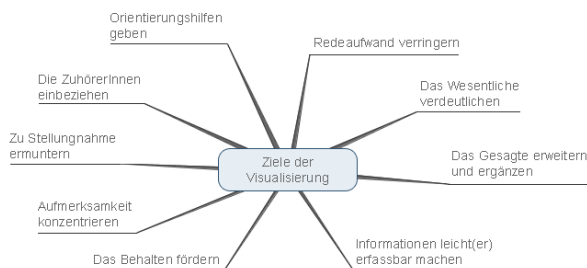 Orientierungshilfen
geben
Redeaufwand verringern
Die ZuhörerInnen
einbeziehen
Das Wesentliche
verdeutlichen
Zu Stellungnahme
ermuntern
Ziele der
Visualisierung
Das Gesagte erweitern
und ergänzen
Aufmerksamkeit
konzentrieren
Das Behalten fördern
Informationen leicht(er)
erfassbar machen